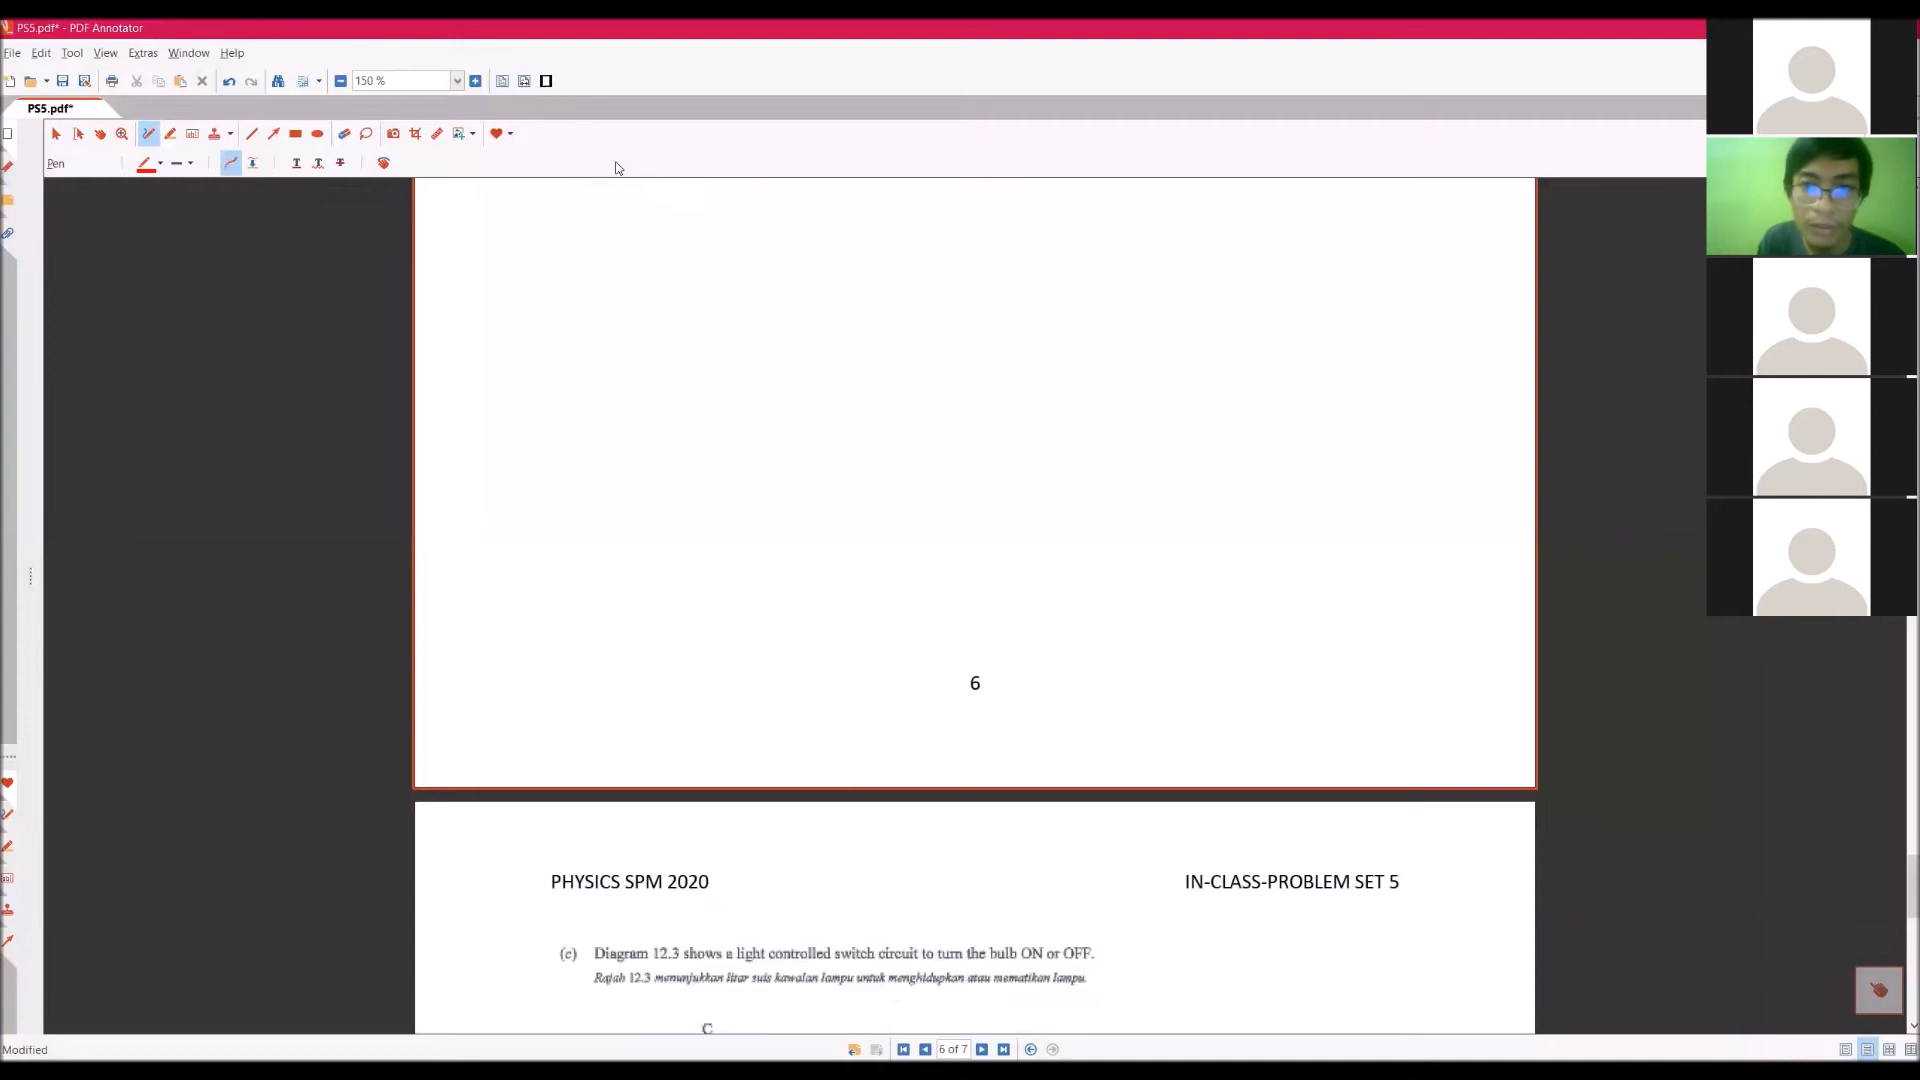 PS5.pdf* - PDF Annotator
File Edit Tool View Extras Window Help
150 %
PS5.pdf*
Pen
6
PHYSICS SPM 2020
IN-CLASS-PROBLEM SET 5
(c) Diagram 12.3 shows a light controlled switch circuit to turn the bulb ON or OFF.
Rajah 12.3 menunjukkan litar suis kawalan lampu untuk menghidupkan atau mematikan lampu.
C
Modified
6 of 7